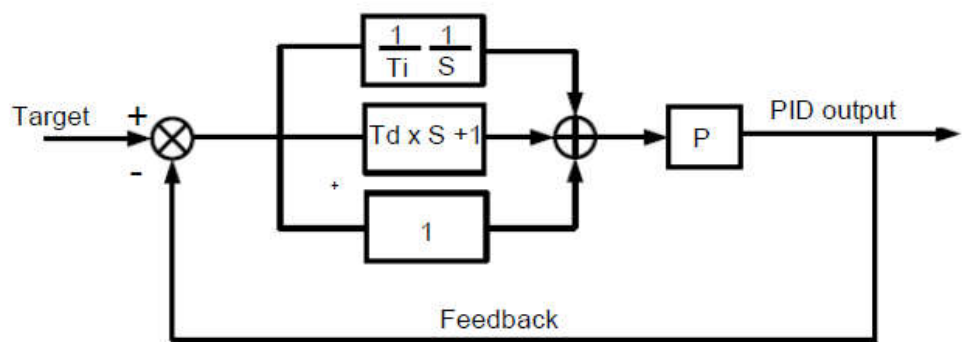 1 1
Ti S
Target
+
-
Td x S +1
+
1
P
PID output
Feedback